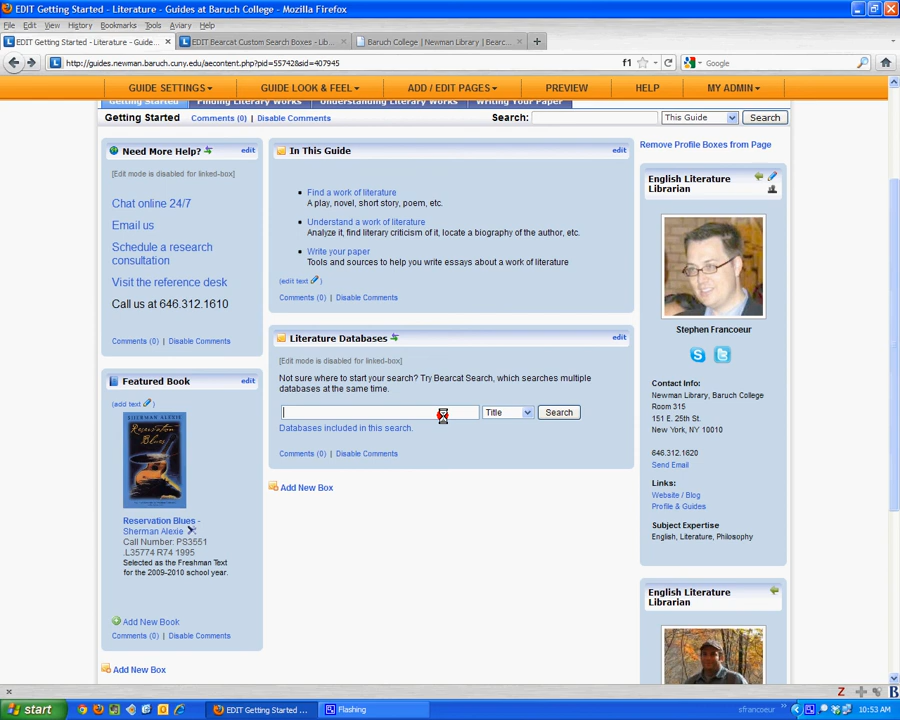 EDIT Getting Started - Literature - Guides at Baruch College - Mozilla Firefox
File Edit View History Bookmarks Tools Aviary Help
EDIT Getting Started - Literature - Guide... × EDIT Bearcat Custom Search Boxes - Lib... × Baruch College | Newman Library | Bearc... × +
http://guides.newman.baruch.cuny.edu/aecontent.php?pid=55742&sid=407945
f1
Google
GUIDE SETTINGS GUIDE LOOK & FEEL ADD / EDIT PAGES PREVIEW HELP MY ADMIN
Getting Started Finding Literary Works Understanding Literary Works Writing Your Paper
Getting Started Comments (0) | Disable Comments Search: This Guide Search
Need More Help? edit
[Edit mode is disabled for linked-box]
Chat online 24/7
Email us
Schedule a research
consultation
Visit the reference desk
Call us at 646.312.1610
Comments (0) | Disable Comments
Featured Book edit
(add text )
SHERMAN ALEXIE
Reservation
Blues
Reservation Blues -
Sherman Alexie
Call Number: PS3551
.L35774 R74 1995
Selected as the Freshman Text
for the 2009-2010 school year.
Add New Book
Comments (0) | Disable Comments
Add New Box
In This Guide edit
Find a work of literature
A play, novel, short story, poem, etc.
Understand a work of literature
Analyze it, find literary criticism of it, locate a biography of the author, etc.
Write your paper
Tools and sources to help you write essays about a work of literature
(edit text )
Comments (0) | Disable Comments
Literature Databases edit
[Edit mode is disabled for linked-box]
Not sure where to start your search? Try Bearcat Search, which searches multiple
databases at the same time.
Title Search
Databases included in this search.
Comments (0) | Disable Comments
Add New Box
Remove Profile Boxes from Page
English Literature
Librarian
Stephen Francoeur
Contact Info:
Newman Library, Baruch College
Room 315
151 E. 25th St.
New York, NY 10010
646.312.1620
Send Email
Links:
Website / Blog
Profile & Guides
Subject Expertise
English, Literature, Philosophy
English Literature
Librarian
×
Z
B
start EDIT Getting Started ... Flashing sfrancoeur 10:53 AM